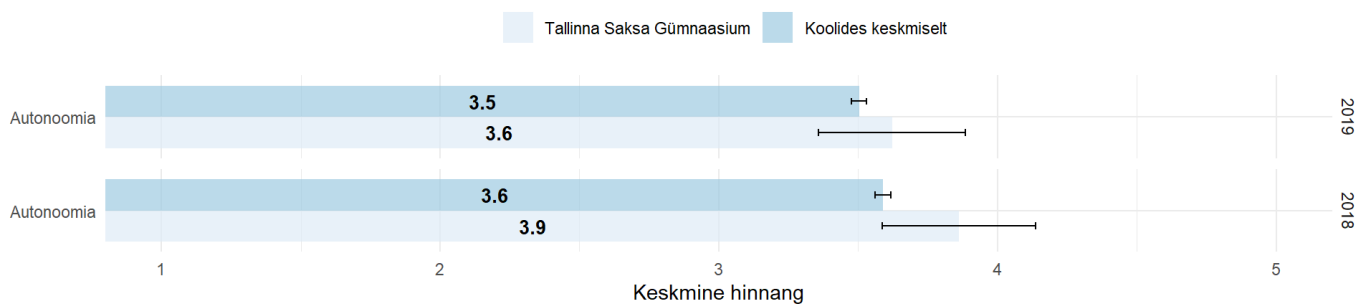 Tallinna Saksa Gümnaasium Koolides keskmiselt
Autonoomia
3.5
3.6
2019
Autonoomia
3.6
3.9
2018
1 2 3 4 5
Keskmine hinnang